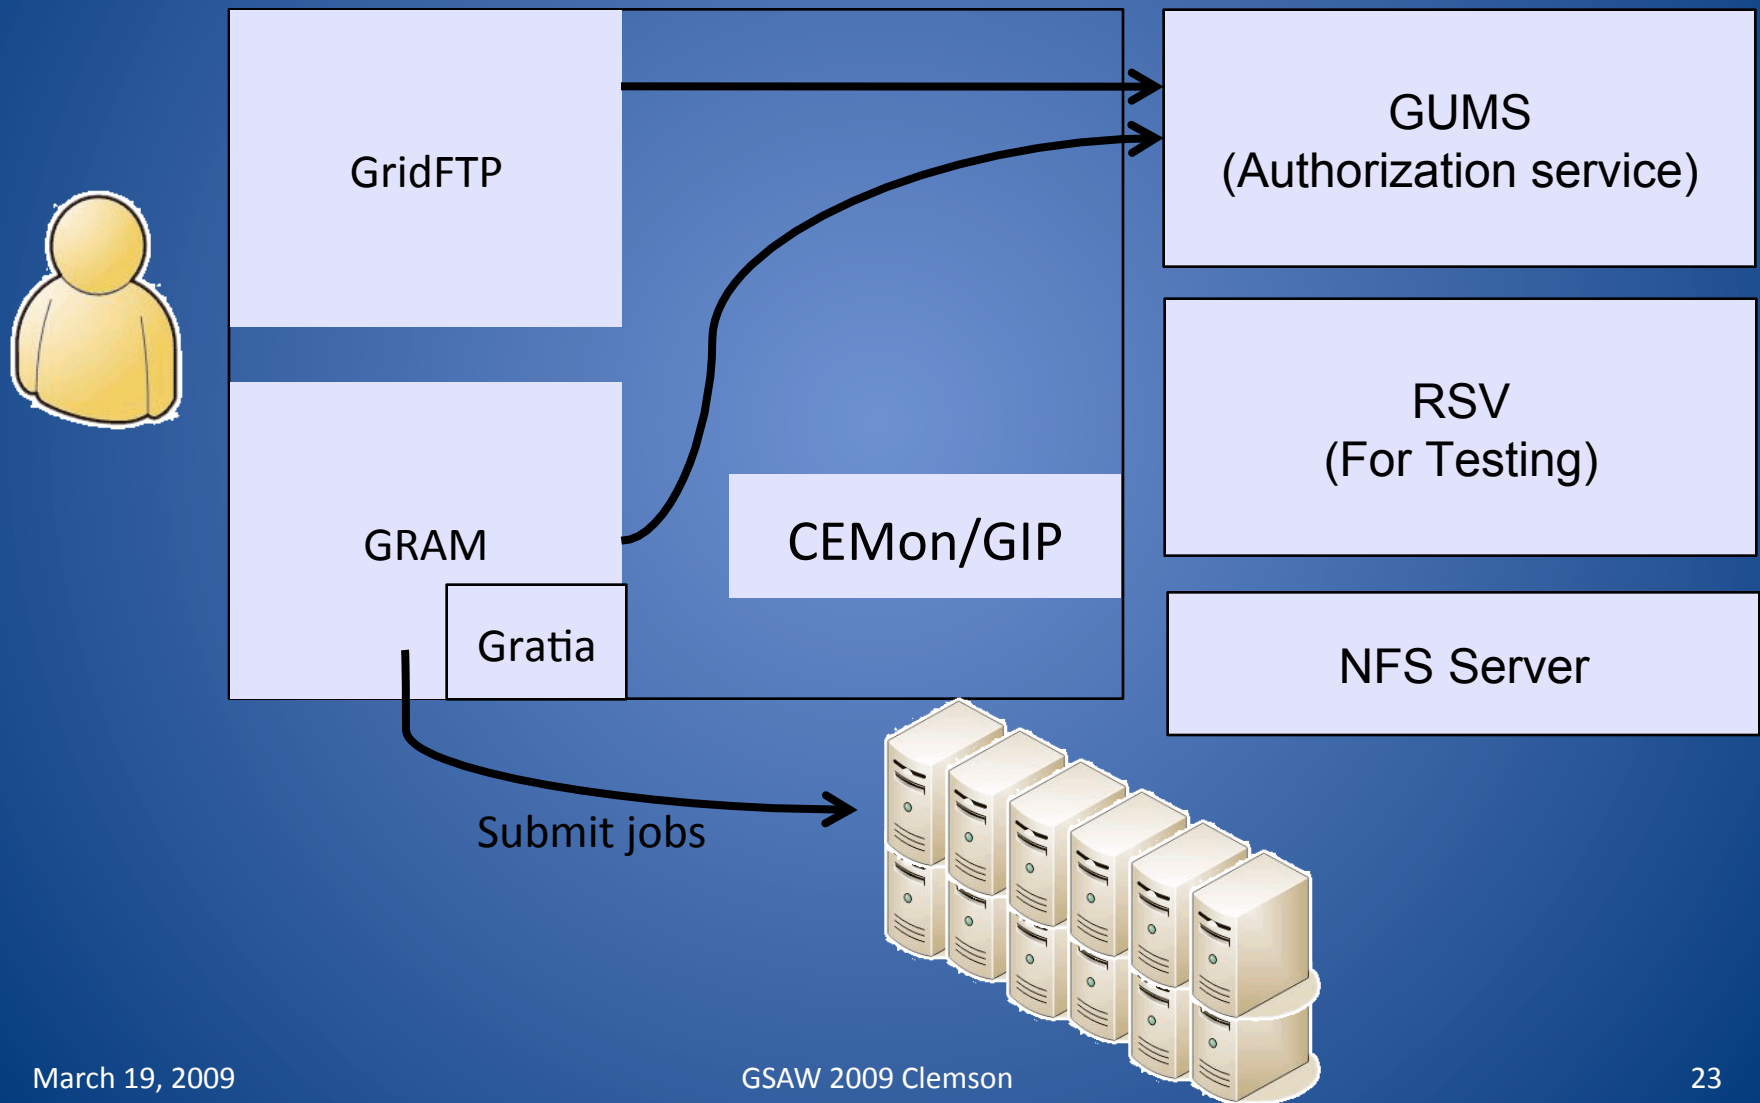 GridFTP
GUMS
(Authorization service)
RSV
(For Testing)
GRAM
CEMon/GIP
Gratia
NFS Server
Submit jobs
March 19, 2009
GSAW 2009 Clemson
23